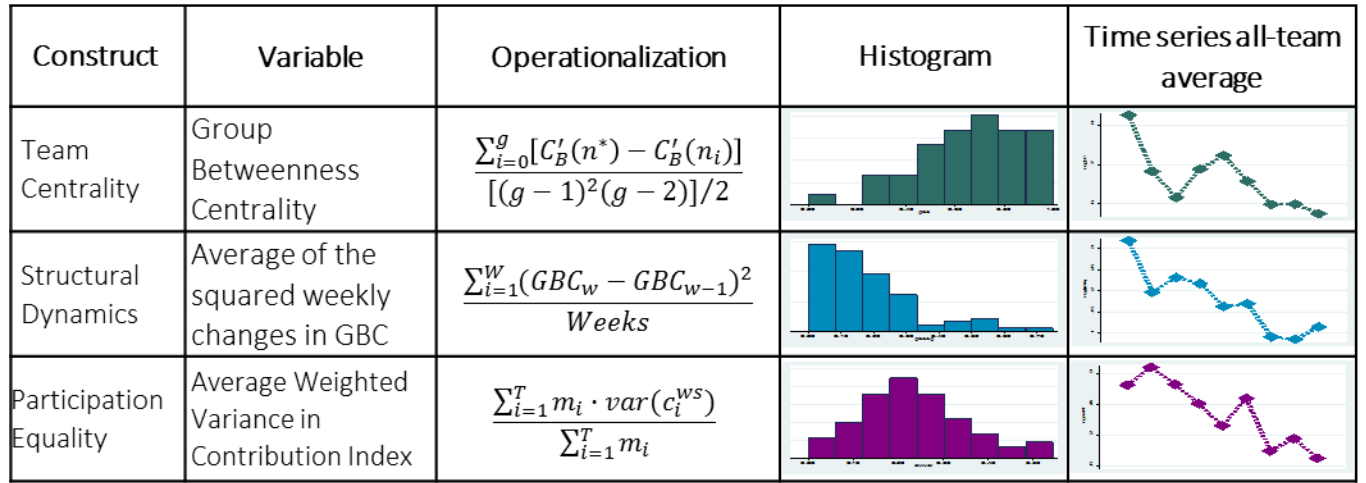 Construct
Variable
Operationalization
Histogram
Time series all-team
average
Team
Centrality
Group
Betweenness
Centrality
∑_{i=0}^{g}[C'_B(n*) − C'_B(n_i)]
[(g − 1)²(g − 2)]/2
Structural
Dynamics
Average of the
squared weekly
changes in GBC
∑_{i=1}^{W}(GBC_w − GBC_{w−1})²
Weeks
Participation
Equality
Average Weighted
Variance in
Contribution Index
∑_{i=1}^{T} m_i · var(c_i^{ws})
∑_{i=1}^{T} m_i